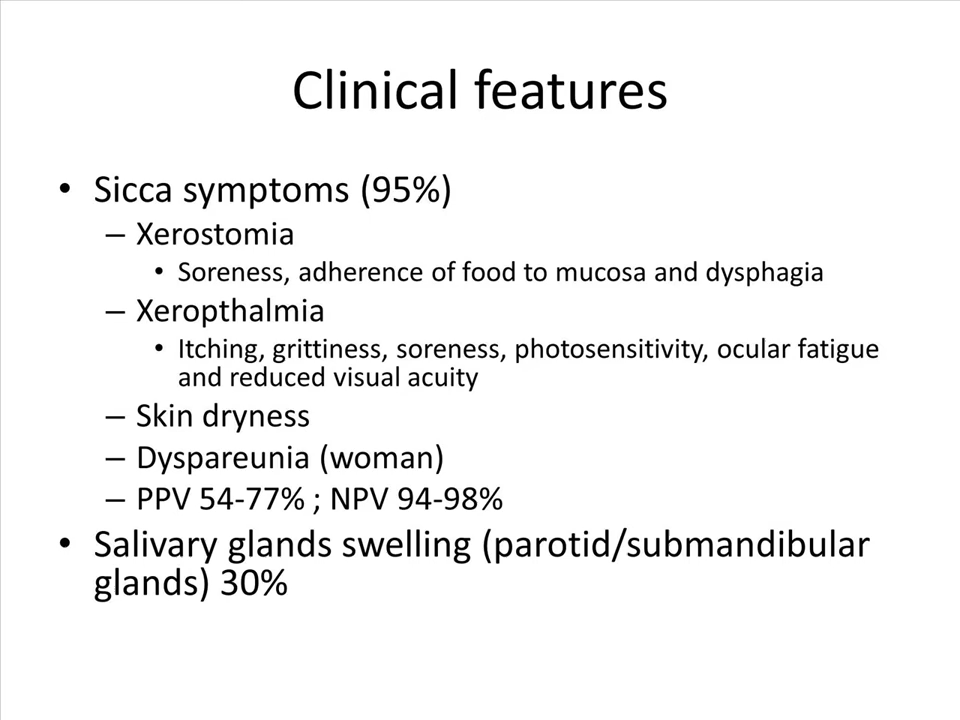 Clinical features
• Sicca symptoms (95%)
– Xerostomia
• Soreness, adherence of food to mucosa and dysphagia
– Xeropthalmia
• Itching, grittiness, soreness, photosensitivity, ocular fatigue
and reduced visual acuity
– Skin dryness
– Dyspareunia (woman)
– PPV 54-77% ; NPV 94-98%
• Salivary glands swelling (parotid/submandibular
glands) 30%